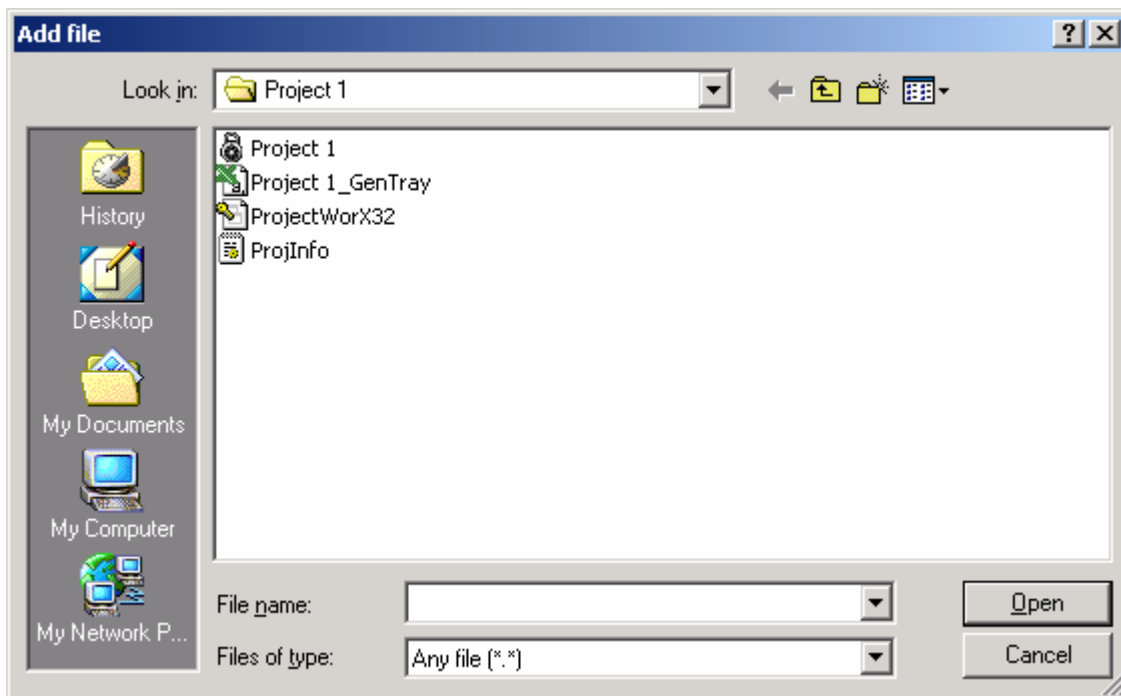 Add file
Look in: Project 1
Project 1
Project 1_GenTray
ProjectWorX32
ProjInfo
History
Desktop
My Documents
My Computer
My Network P...
File name:
Open
Files of type: Any file (*.*)
Cancel